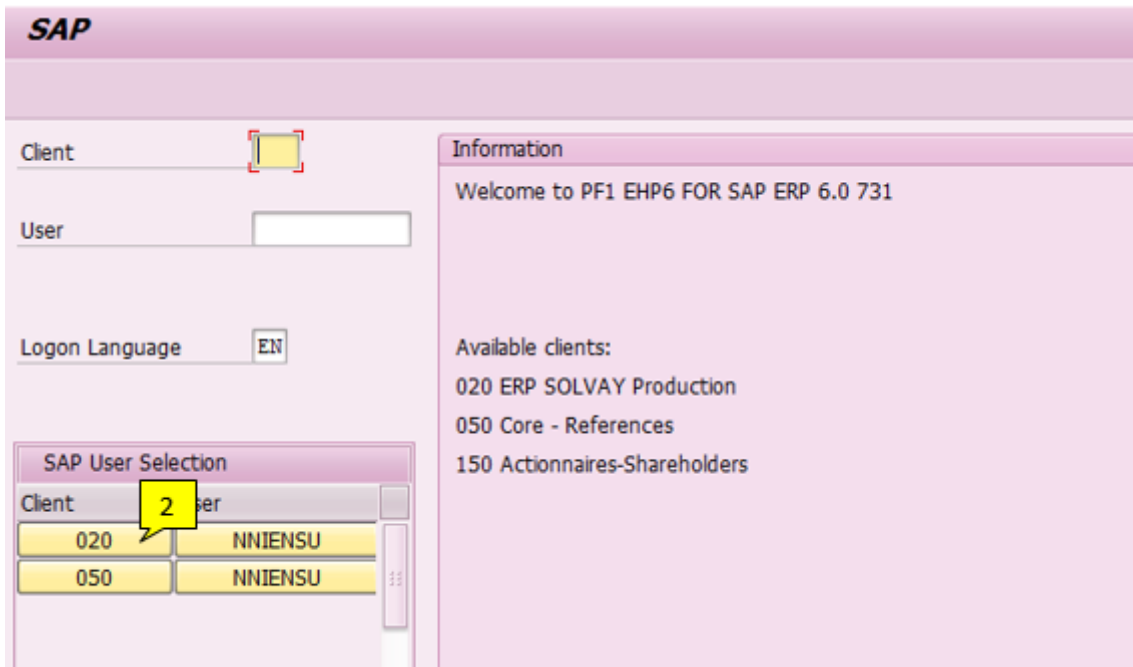 SAP
Client
User
Logon Language EN
SAP User Selection
Client ser
2
020 NNIENSU
050 NNIENSU
Information
Welcome to PF1 EHP6 FOR SAP ERP 6.0 731
Available clients:
020 ERP SOLVAY Production
050 Core - References
150 Actionnaires-Shareholders